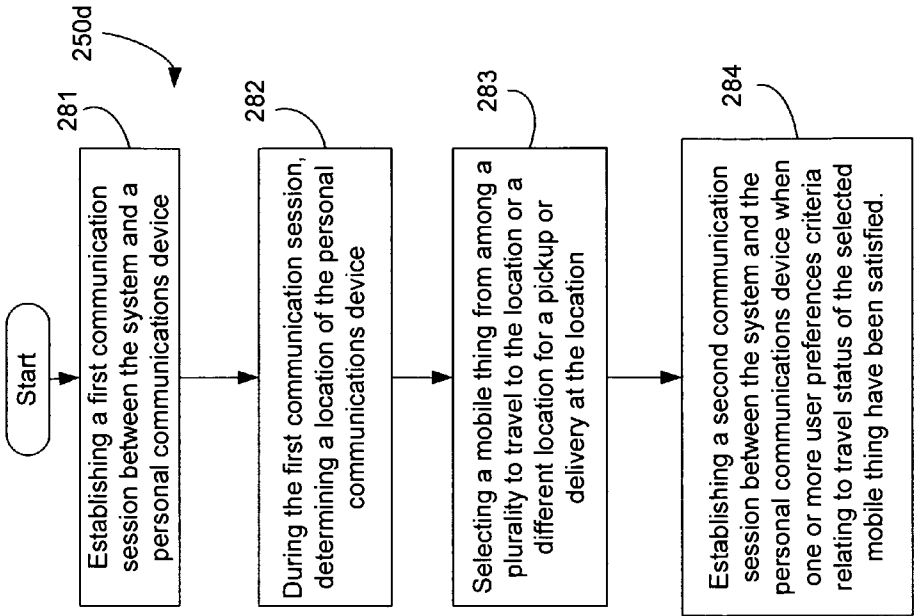 Start
250d
281
Establishing a first communication
session between the system and a
personal communications device
282
During the first communication session,
determining a location of the personal
communications device
283
Selecting a mobile thing from among a
plurality to travel to the location or a
different location for a pickup or
delivery at the location
284
Establishing a second communication
session between the system and the
personal communications device when
one or more user preferences criteria
relating to travel status of the selected
mobile thing have been satisfied.